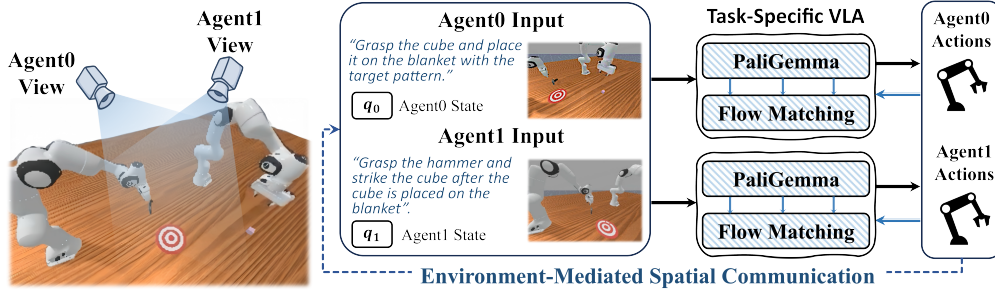 Agent0
View
Agent1
View
Agent0 Input
“Grasp the cube and place
it on the blanket with the
target pattern.”
q0 Agent0 State
Agent1 Input
“Grasp the hammer and
strike the cube after the
cube is placed on the
blanket”.
q1 Agent1 State
Task-Specific VLA
PaliGemma
Flow Matching
PaliGemma
Flow Matching
Agent0
Actions
Agent1
Actions
Environment-Mediated Spatial Communication